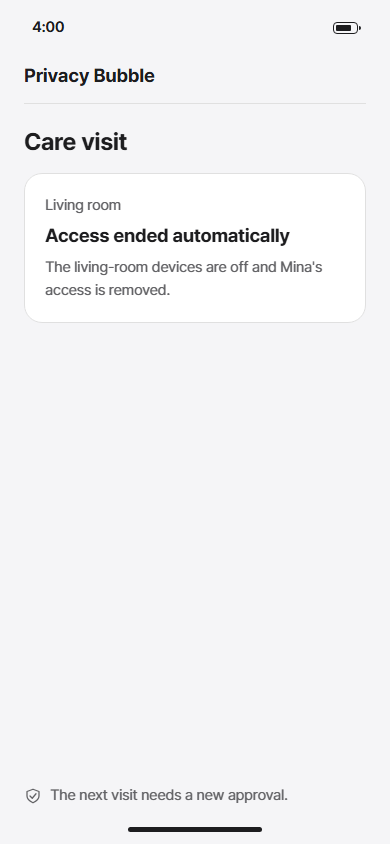 4:00
Privacy Bubble
Care visit
Living room
Access ended automatically
The living-room devices are off and Mina's
access is removed.
The next visit needs a new approval.